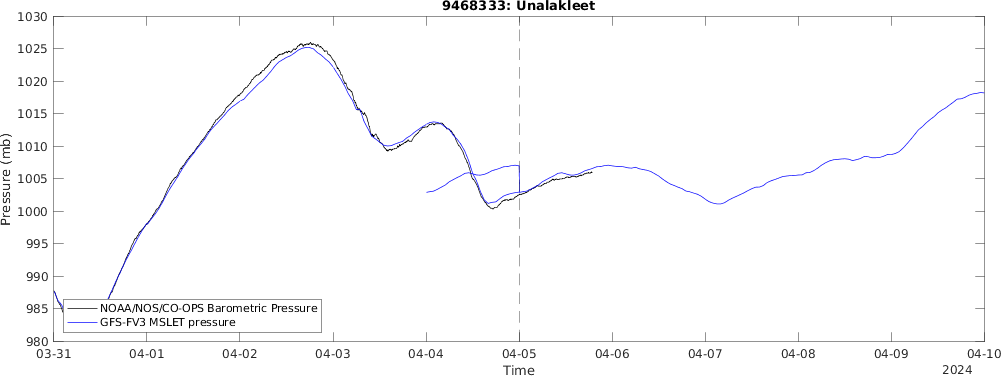 9468333: Unalakleet
1030
1025
1020
1015
1010
1005
1000
995
990
985
980
Pressure (mb)
NOAA/NOS/CO-OPS Barometric Pressure
GFS-FV3 MSLET pressure
03-31 04-01 04-02 04-03 04-04 04-05 04-06 04-07 04-08 04-09 04-10
Time
2024